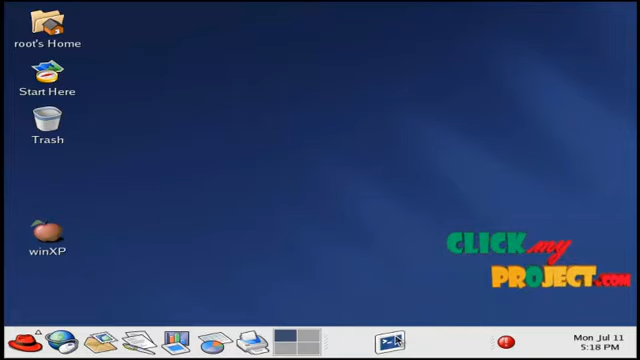 root's Home
Start Here
Trash
winXP
CLICK my
PROJECT.COM
Mon Jul 11
5:18 PM